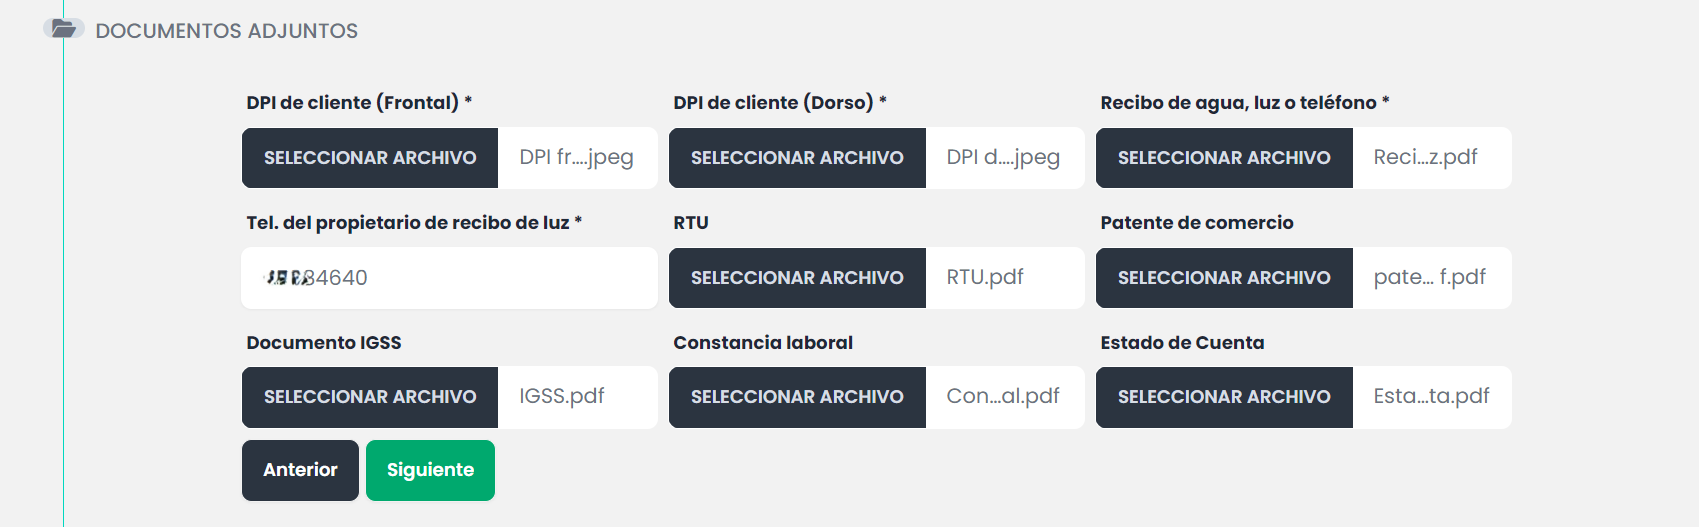 DOCUMENTOS ADJUNTOS
DPI de cliente (Frontal) * DPI de cliente (Dorso) * Recibo de agua, luz o teléfono *
SELECCIONAR ARCHIVO DPI fr....jpeg SELECCIONAR ARCHIVO DPI d....jpeg SELECCIONAR ARCHIVO Reci...z.pdf
Tel. del propietario de recibo de luz * RTU Patente de comercio
34640 SELECCIONAR ARCHIVO RTU.pdf SELECCIONAR ARCHIVO pate... f.pdf
Documento IGSS Constancia laboral Estado de Cuenta
SELECCIONAR ARCHIVO IGSS.pdf SELECCIONAR ARCHIVO Con...al.pdf SELECCIONAR ARCHIVO Esta...ta.pdf
Anterior Siguiente